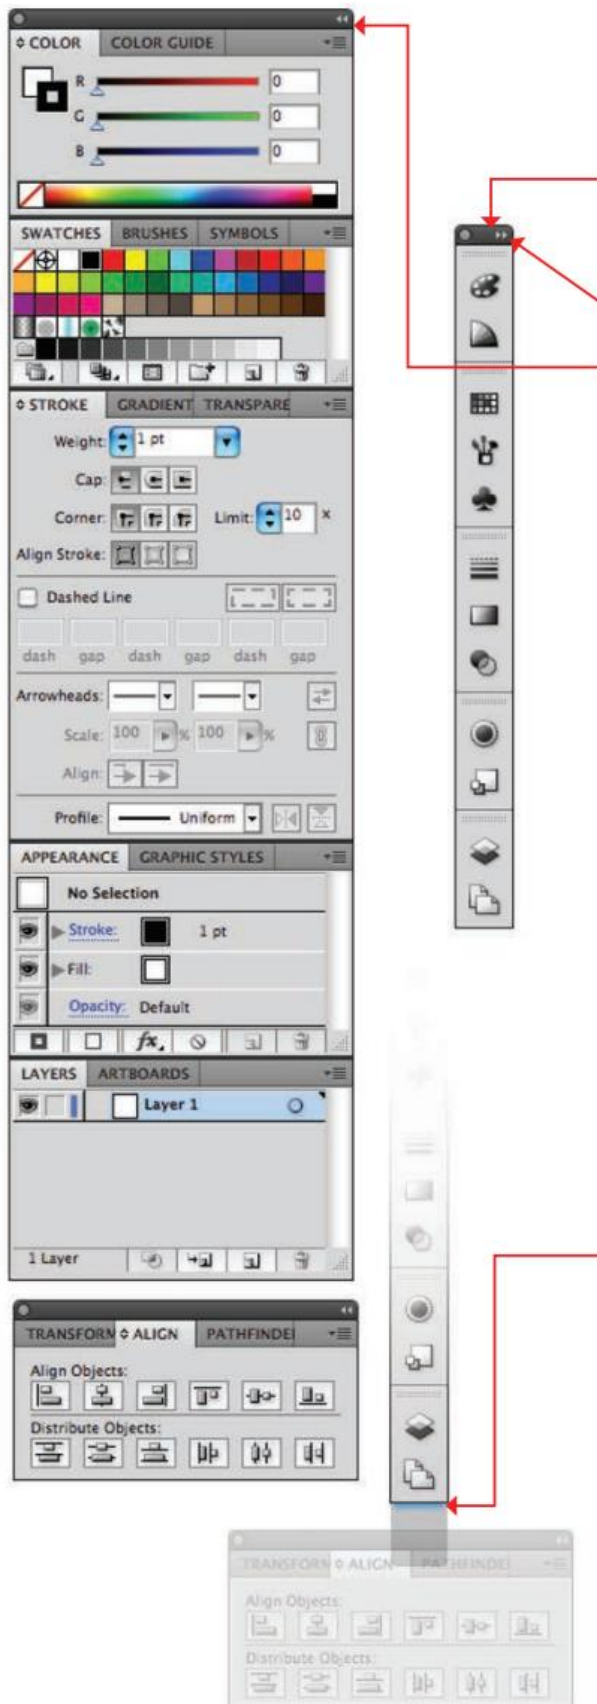 COLOR COLOR GUIDE
R 0
G 0
B 0
SWATCHES BRUSHES SYMBOLS
STROKE GRADIENT TRANSPARE
Weight: 1 pt
Cap:
Corner: Limit: 10 x
Align Stroke:
Dashed Line
dash gap dash gap dash gap
Arrowheads:
Scale: 100 % 100 %
Align:
Profile: Uniform
APPEARANCE GRAPHIC STYLES
No Selection
Stroke: 1 pt
Fill:
Opacity: Default
fx
LAYERS ARTBOARDS
Layer 1
1 Layer
TRANSFORM ALIGN PATHFINDE
Align Objects:
Distribute Objects:
TRANSFORM ALIGN PATHFINDE
Align Objects:
Distribute Objects: